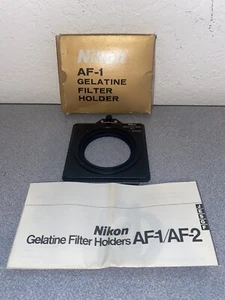 Nikon
AF-1
GELATINE
FILTER
HOLDER
Nikon
Gelatine Filter Holders AF-1/AF-2